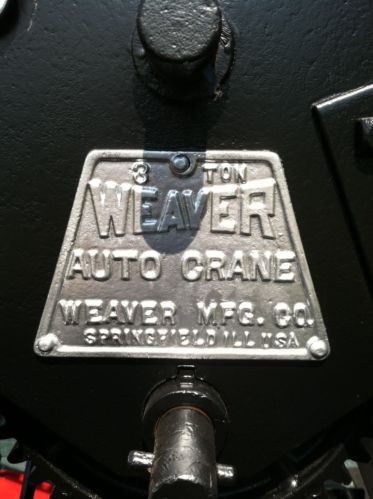 3 TON
WEAVER
AUTO CRANE
WEAVER MFG. CO.
SPRINGFIELD ILL USA